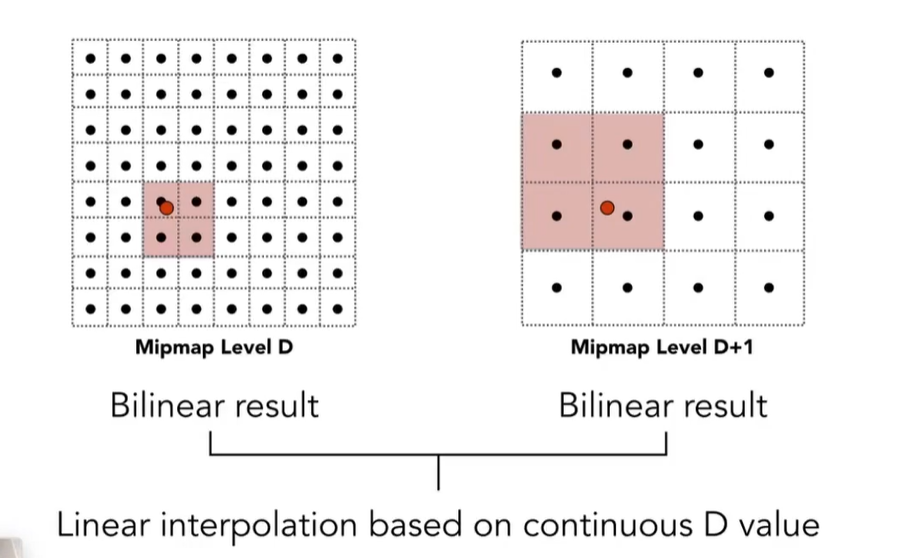 Mipmap Level D
Mipmap Level D+1
Bilinear result
Bilinear result
Linear interpolation based on continuous D value